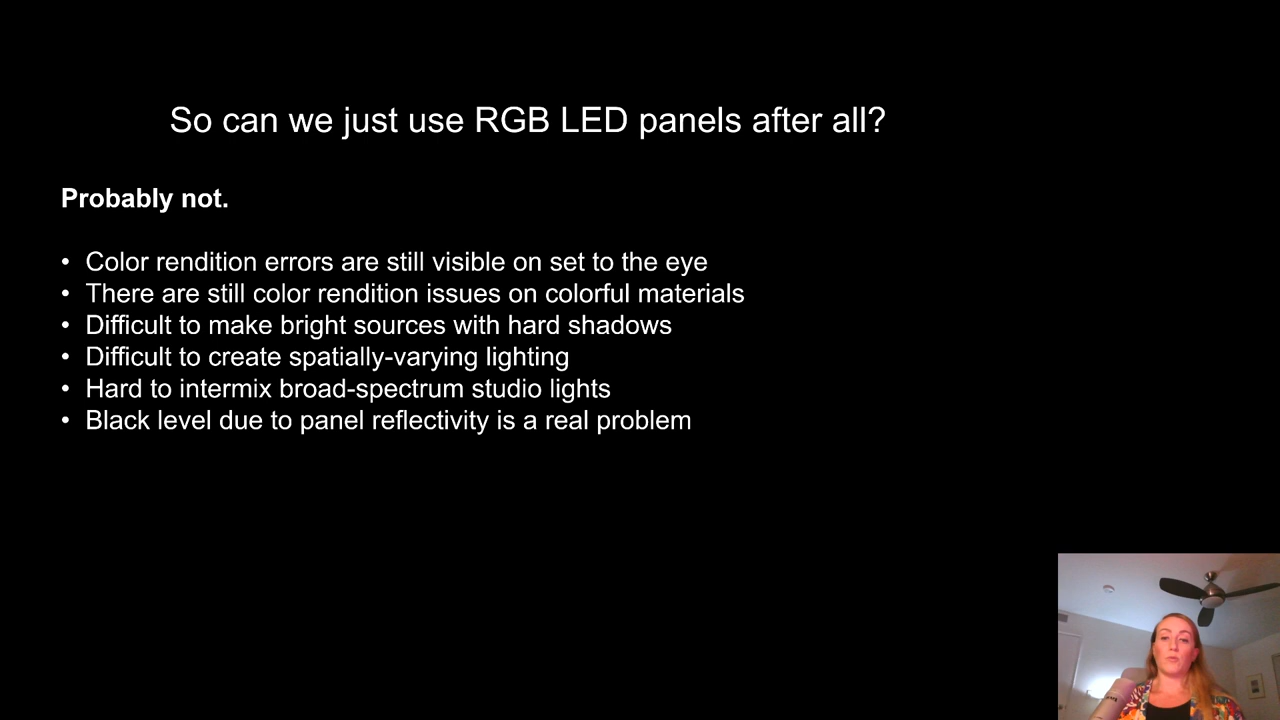 So can we just use RGB LED panels after all?
Probably not.
• Color rendition errors are still visible on set to the eye
• There are still color rendition issues on colorful materials
• Difficult to make bright sources with hard shadows
• Difficult to create spatially-varying lighting
• Hard to intermix broad-spectrum studio lights
• Black level due to panel reflectivity is a real problem